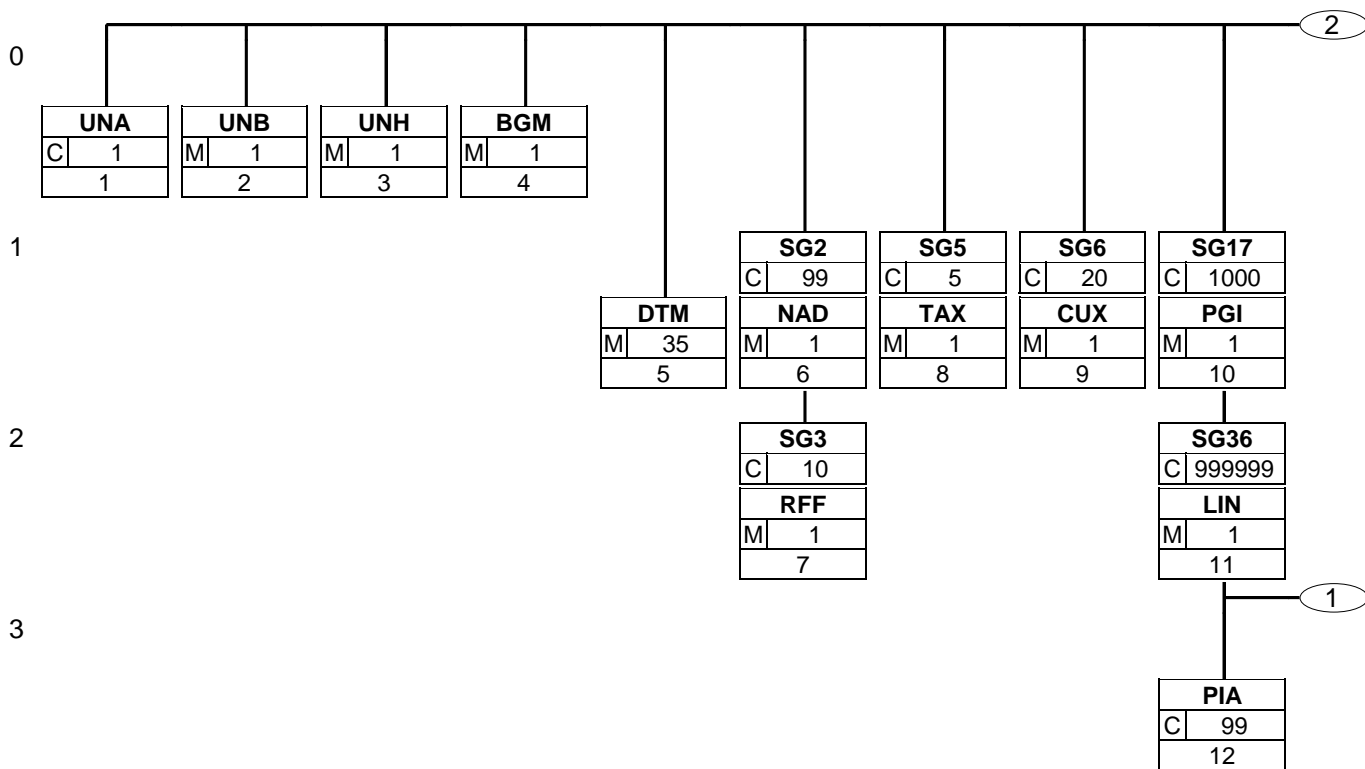 2
0
UNA UNB UNH BGM
C 1 M 1 M 1 M 1
1 2 3 4
1
SG2 SG5 SG6 SG17
C 99 C 5 C 20 C 1000
DTM NAD TAX CUX PGI
M 35 M 1 M 1 M 1 M 1
5 6 8 9 10
2
SG3 SG36
C 10 C 999999
RFF LIN
M 1 M 1
7 11
1
3
PIA
C 99
12